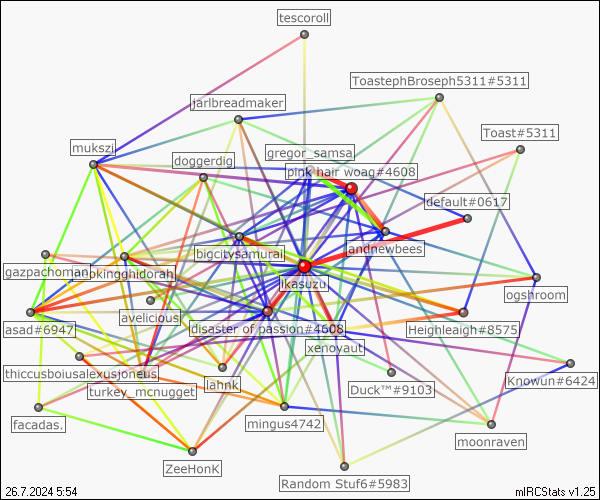 tescoroll
ToastephBroseph5311#5311
jarlbreadmaker
Toast#5311
mukszi
gregor_samsa
doggerdig
pink hair woag#4608
default#0617
andnewbees
bigcitysamurai
gazpachoman
ikasuzu
ogshroom
avelicious
asad#6947
disaster of passion#4608
Heighleaigh#8575
xenoyaut
thiccusboiusalexusjoneus
lahnk
Knowun#6424
turkey_mcnugget
Duck™#9103
facadas.
mingus4742
moonraven
ZeeHonK
Random Stuf6#5983
26.7.2024 5:54
mIRCStats v1.25